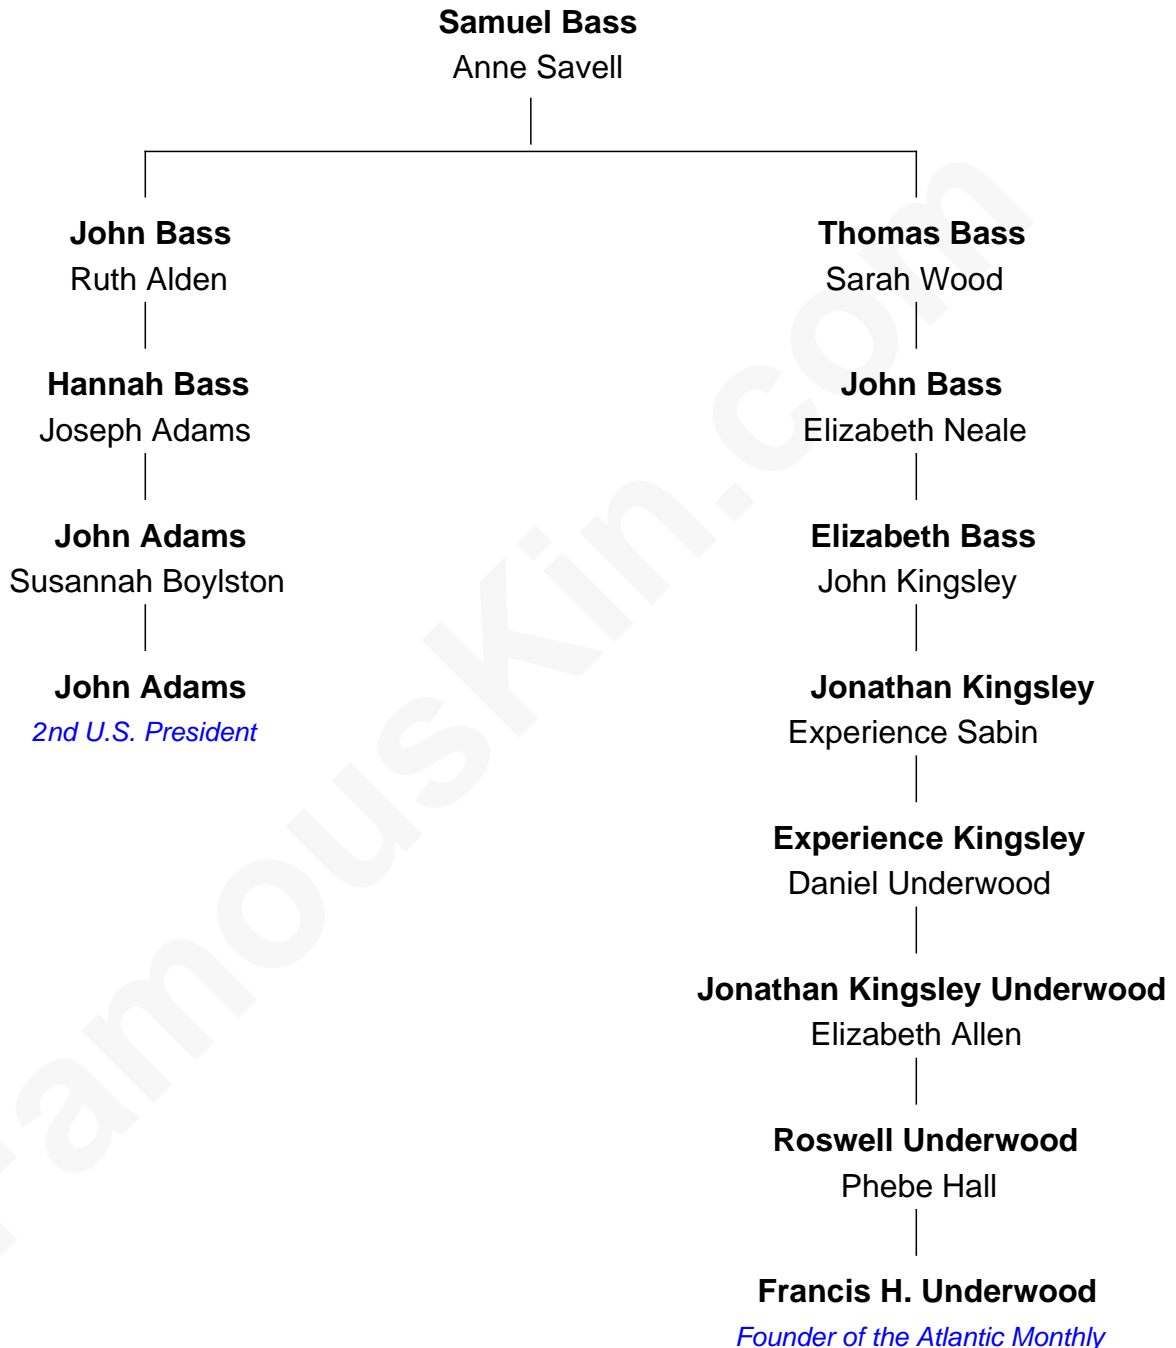 Samuel Bass
Anne Savell
John Bass
Ruth Alden
Hannah Bass
Joseph Adams
John Adams
Susannah Boylston
John Adams
2nd U.S. President
Thomas Bass
Sarah Wood
John Bass
Elizabeth Neale
Elizabeth Bass
John Kingsley
Jonathan Kingsley
Experience Sabin
Experience Kingsley
Daniel Underwood
Jonathan Kingsley Underwood
Elizabeth Allen
Roswell Underwood
Phebe Hall
Francis H. Underwood
Founder of the Atlantic Monthly
FamousKin.com